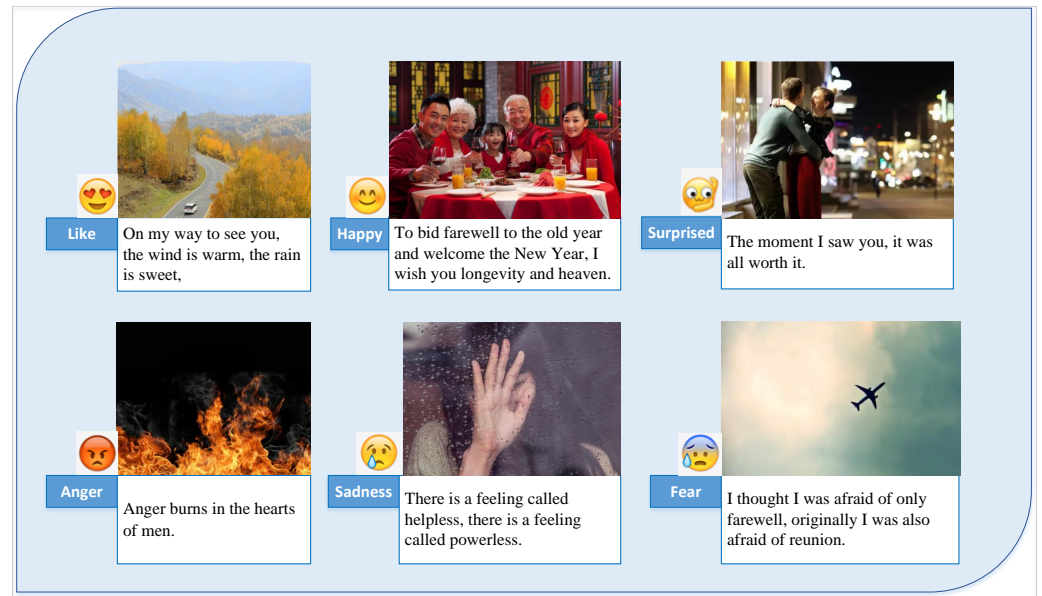 Like
On my way to see you,
the wind is warm, the rain
is sweet,
Happy
To bid farewell to the old year
and welcome the New Year, I
wish you longevity and heaven.
Surprised
The moment I saw you, it was
all worth it.
Anger
Anger burns in the hearts
of men.
Sadness
There is a feeling called
helpless, there is a feeling
called powerless.
Fear
I thought I was afraid of only
farewell, originally I was also
afraid of reunion.